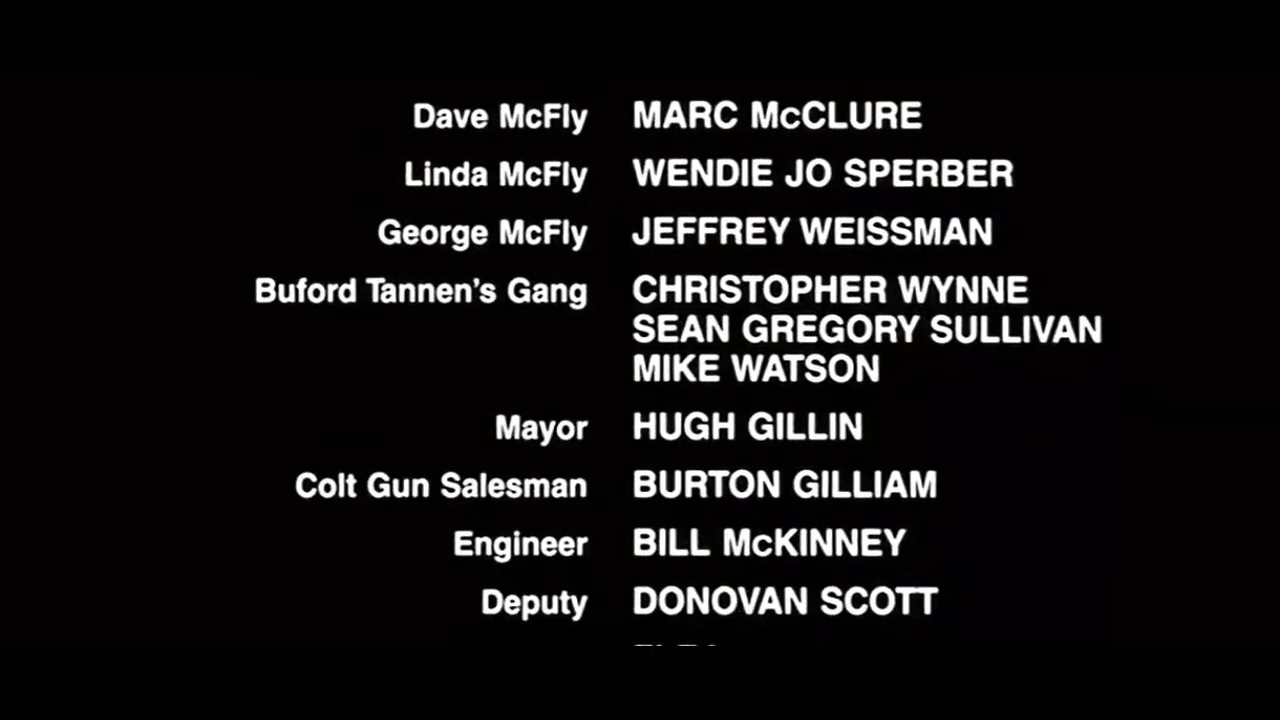 Dave McFly MARC McCLURE
Linda McFly WENDIE JO SPERBER
George McFly JEFFREY WEISSMAN
Buford Tannen's Gang CHRISTOPHER WYNNE
SEAN GREGORY SULLIVAN
MIKE WATSON
Mayor HUGH GILLIN
Colt Gun Salesman BURTON GILLIAM
Engineer BILL McKINNEY
Deputy DONOVAN SCOTT